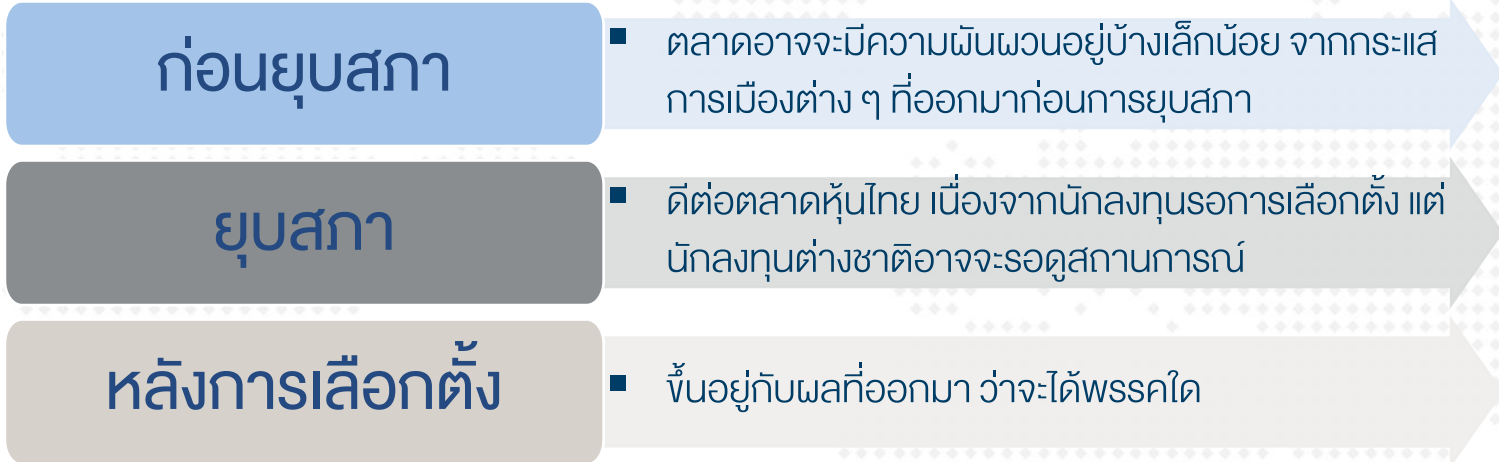 ก่อนยุบสภา
▪ ตลาดอาจจะมีความผันผวนอยู่บ้างเล็กน้อย จากกระแส
การเมืองต่าง ๆ ที่ออกมาก่อนการยุบสภา
ยุบสภา
▪ ดีต่อตลาดหุ้นไทย เนื่องจากนักลงทุนรอการเลือกตั้ง แต่
นักลงทุนต่างชาติอาจจะรอดูสถานการณ์
หลังการเลือกตั้ง
▪ ขึ้นอยู่กับผลที่ออกมา ว่าจะได้พรรคใด